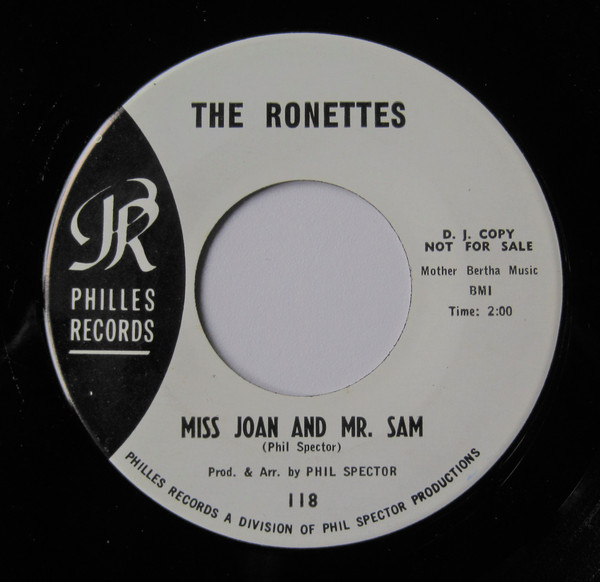 THE RONETTES
PR
PHILLES
RECORDS
D. J. COPY
NOT FOR SALE
Mother Bertha Music
BMI
Time: 2:00
MISS JOAN AND MR. SAM
(Phil Spector)
Prod. & Arr. by PHIL SPECTOR
118
PHILLES RECORDS A DIVISION OF PHIL SPECTOR PRODUCTIONS